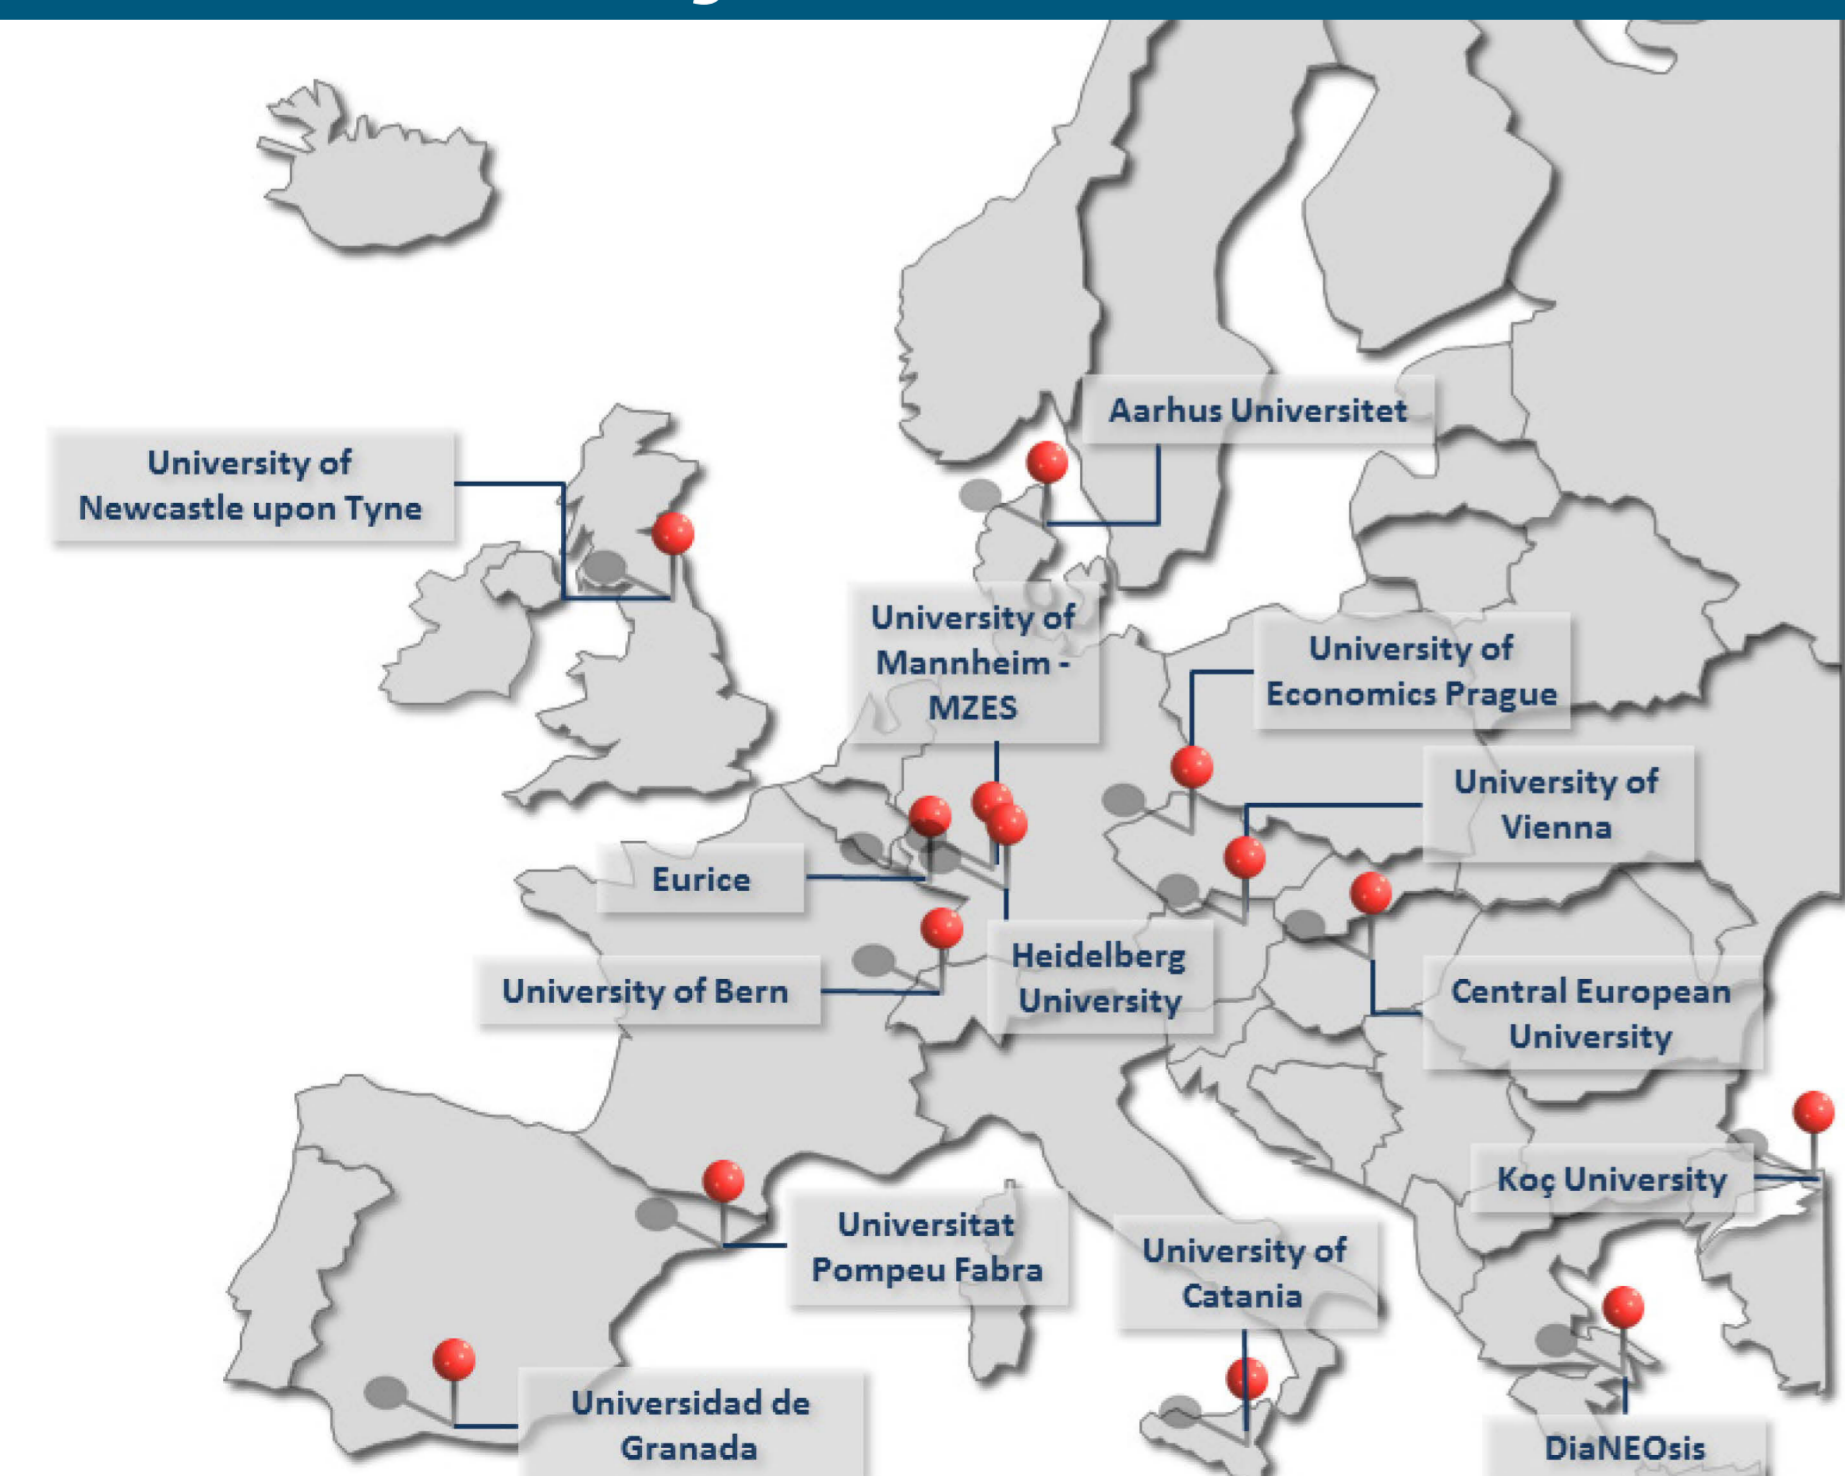 Aarhus Universitet
University of
Newcastle upon Tyne
University of
Mannheim -
MZES
University of
Economics Prague
University of
Vienna
Eurice
Heidelberg
University
University of Bern
Central European
University
Koç University
Universitat
Pompeu Fabra
University of
Catania
Universidad de
Granada
DiaNEOsis